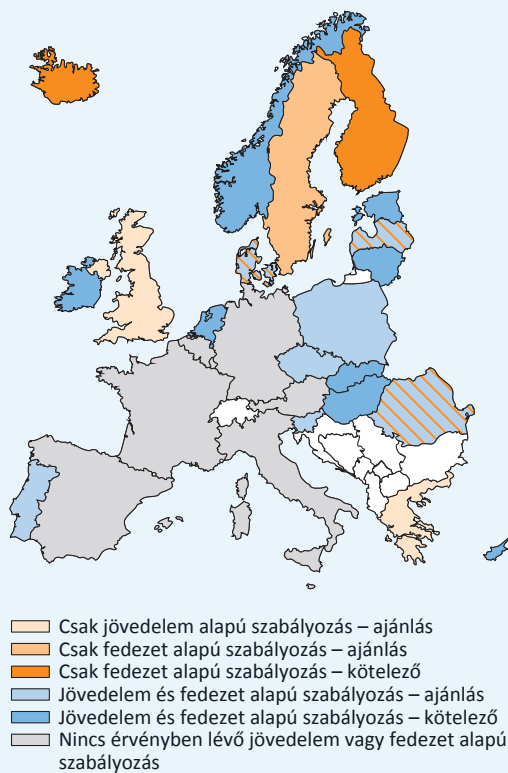 Csak jövedelem alapú szabályozás – ajánlás
Csak fedezet alapú szabályozás – ajánlás
Csak fedezet alapú szabályozás – kötelező
Jövedelem és fedezet alapú szabályozás – ajánlás
Jövedelem és fedezet alapú szabályozás – kötelező
Nincs érvényben lévő jövedelem vagy fedezet alapú
szabályozás